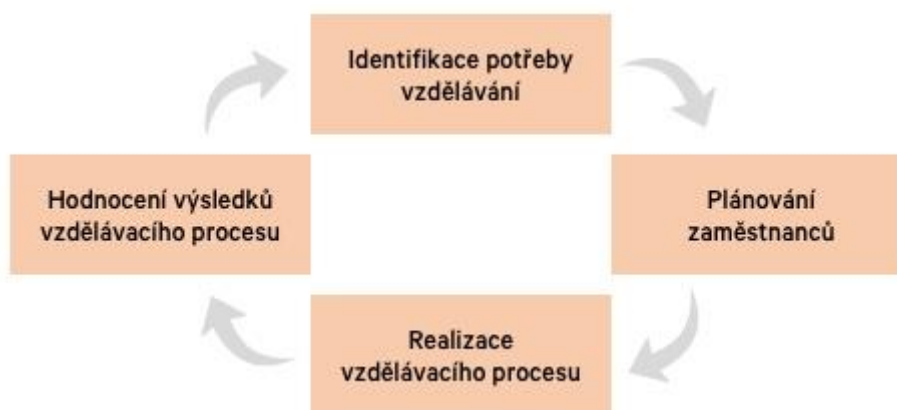 Identifikace potřeby
vzdělávání
Hodnocení výsledků
vzdělávacího procesu
Plánování
zaměstnanců
Realizace
vzdělávacího procesu